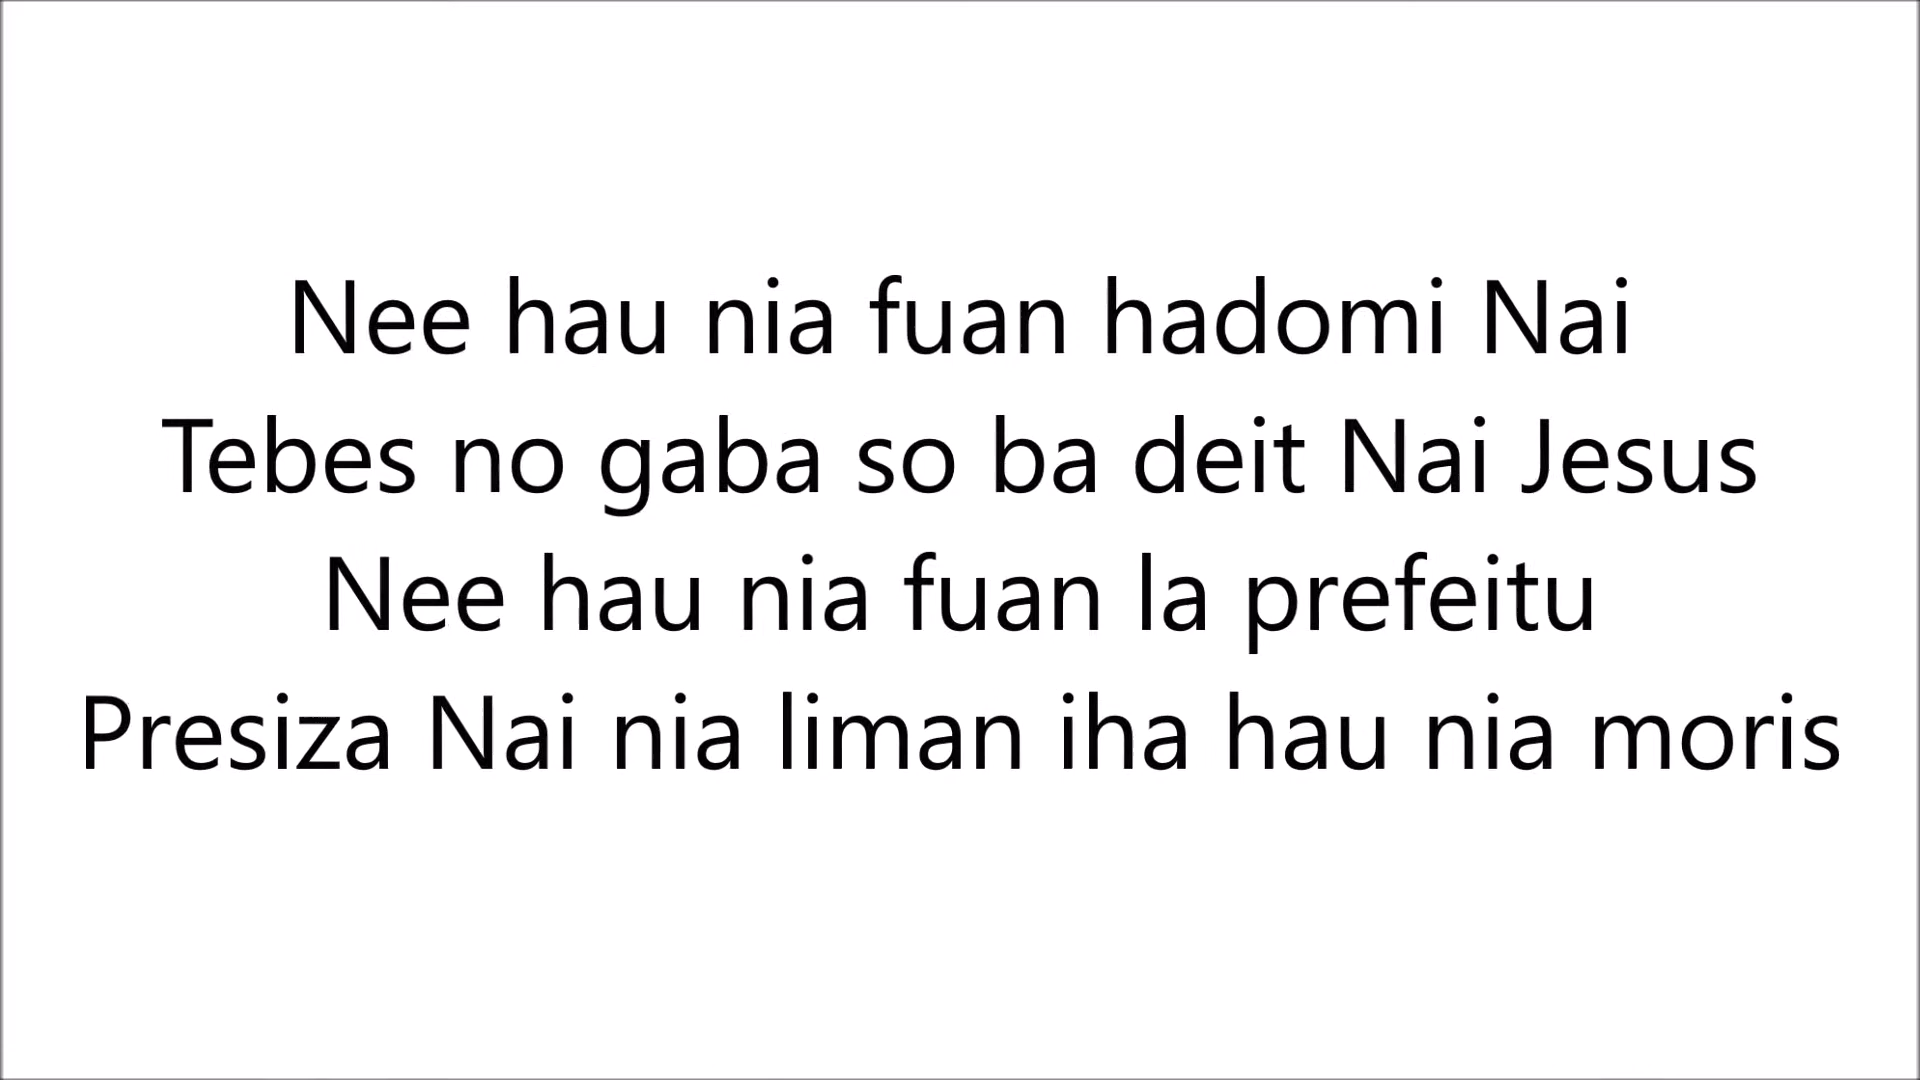 Nee hau nia fuan hadomi Nai
Tebes no gaba so ba deit Nai Jesus
Nee hau nia fuan la prefeitu
Presiza Nai nia liman iha hau nia moris